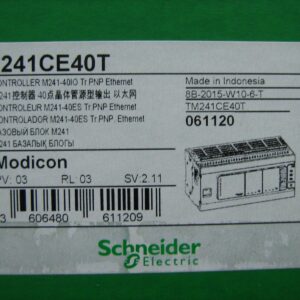 241CE40T
CONTROLLER M241-40IO Tr.PNP Ethernet
M241控制器 40点晶体管源型输出 以太网
CONTROLEUR M241-40ES Tr.PNP Ethernet
CONTROLADOR M241-40ES Tr.PNP Ethernet
БАЗОВЫЙ БЛОК M241
M241 БАЗАЛЫҚ БЛОГЫ
Made in Indonesia
8B-2015-W10-6-T
TM241CE40T
061120
Modicon
PV: 03 RL: 03 SV:2.11
3 606480 611209
Schneider
Electric